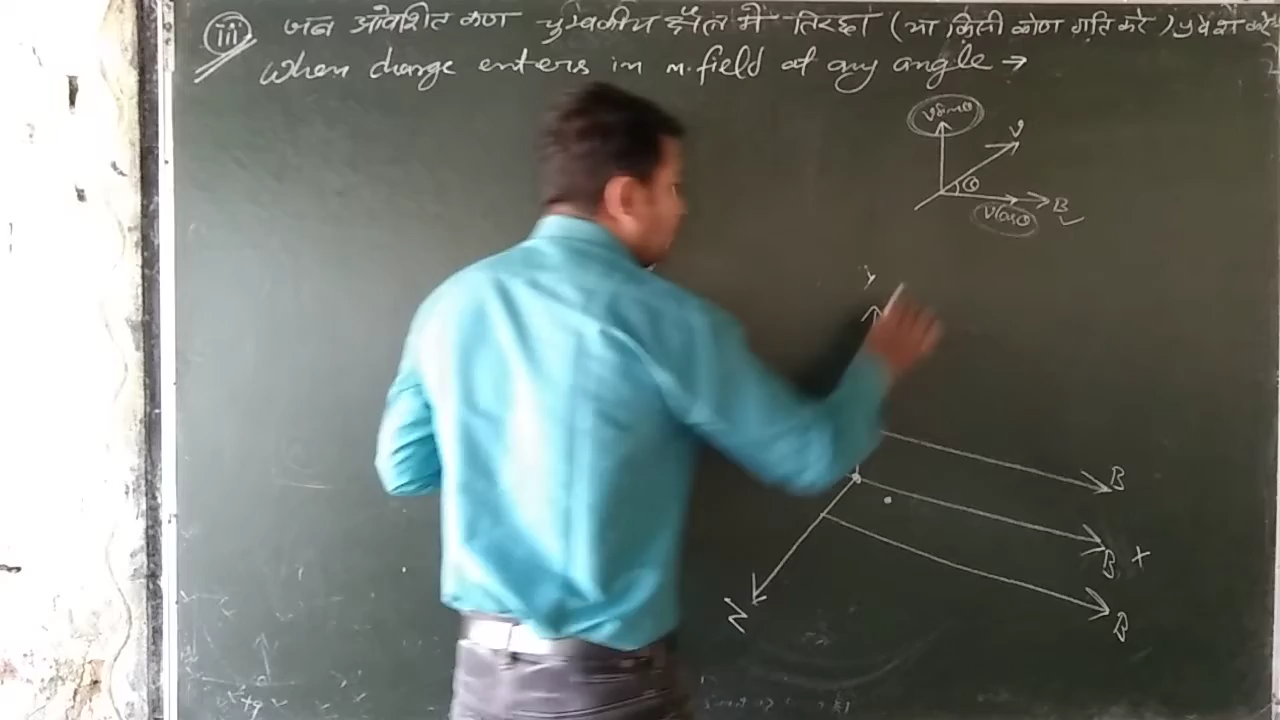 (iii) जब आवेशित कण चुम्बकीय क्षेत्र में तिरछा (या किसी कोण गति करे) प्रवेश करे
When charge enters in m.field at any angle →
vsinθ
v
θ
B
vcosθ
Y
B
B X
B
Z